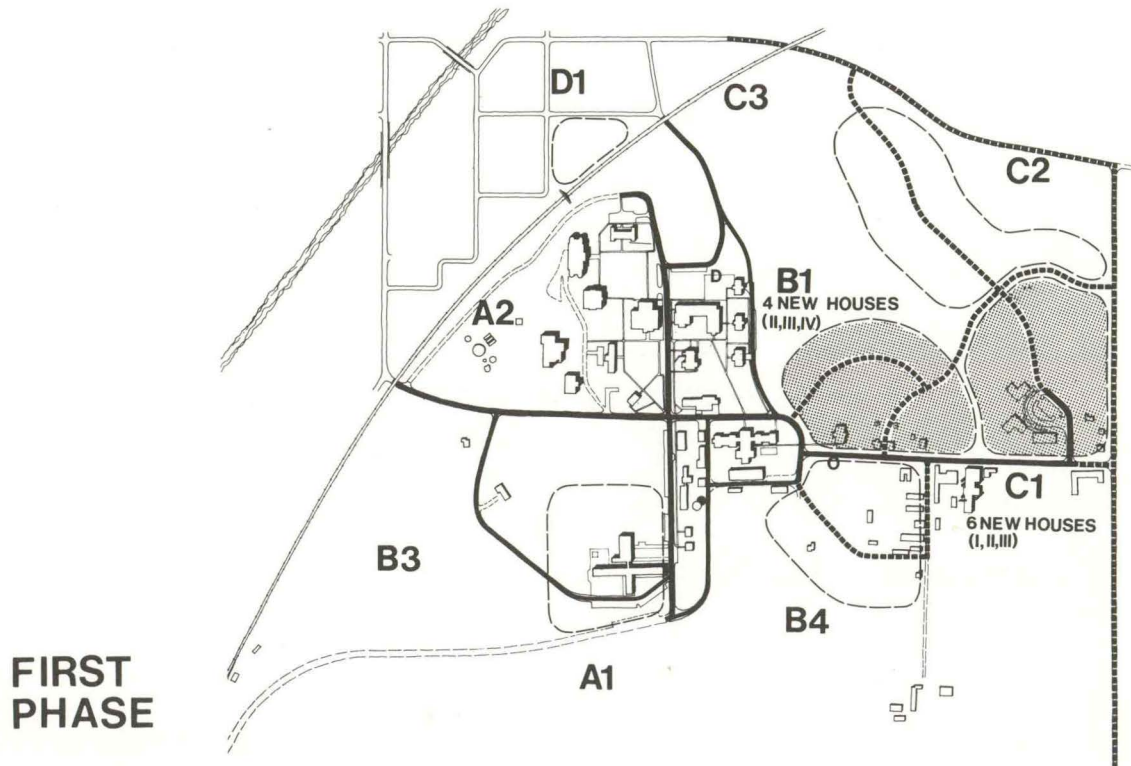 D1
C3
C2
B1
4 NEW HOUSES
(II,III,IV)
D
A2
C1
6 NEW HOUSES
(I,II,III)
B3
B4
A1
FIRST
PHASE